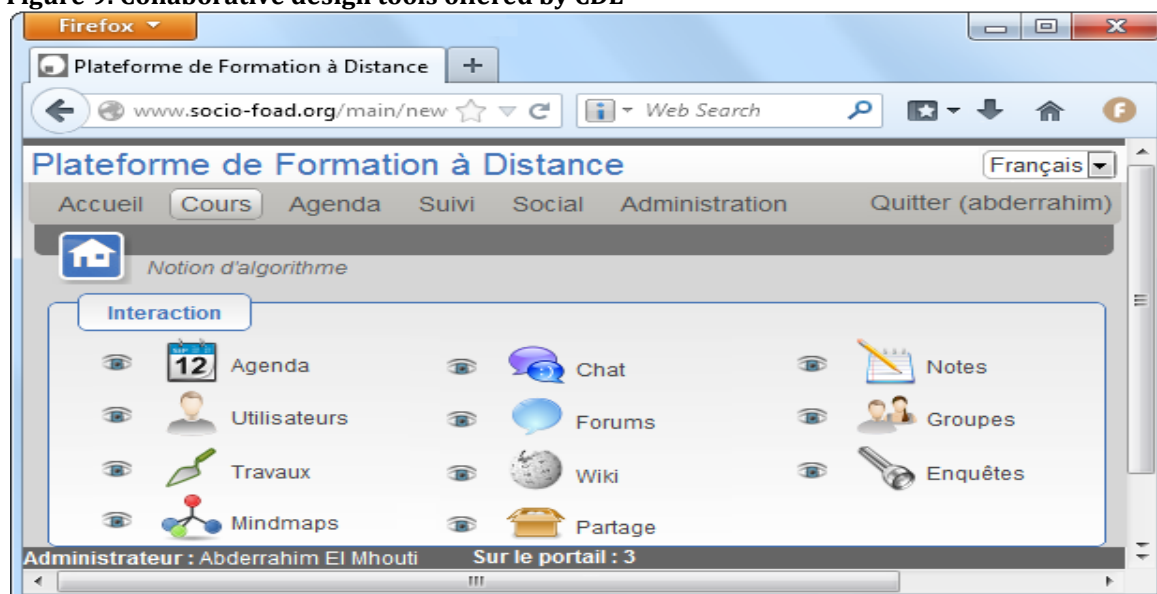 Figure 9. Collaborative design tools offered by CDE
Firefox
Plateforme de Formation à Distance
www.socio-foad.org/main/new Web Search
Plateforme de Formation à Distance Français
Accueil Cours Agenda Suivi Social Administration Quitter (abderrahim)
Notion d'algorithme
Interaction
12 Agenda Chat Notes
Utilisateurs Forums Groupes
Travaux Wiki Enquêtes
Mindmaps Partage
Administrateur : Abderrahim El Mhouti Sur le portail : 3